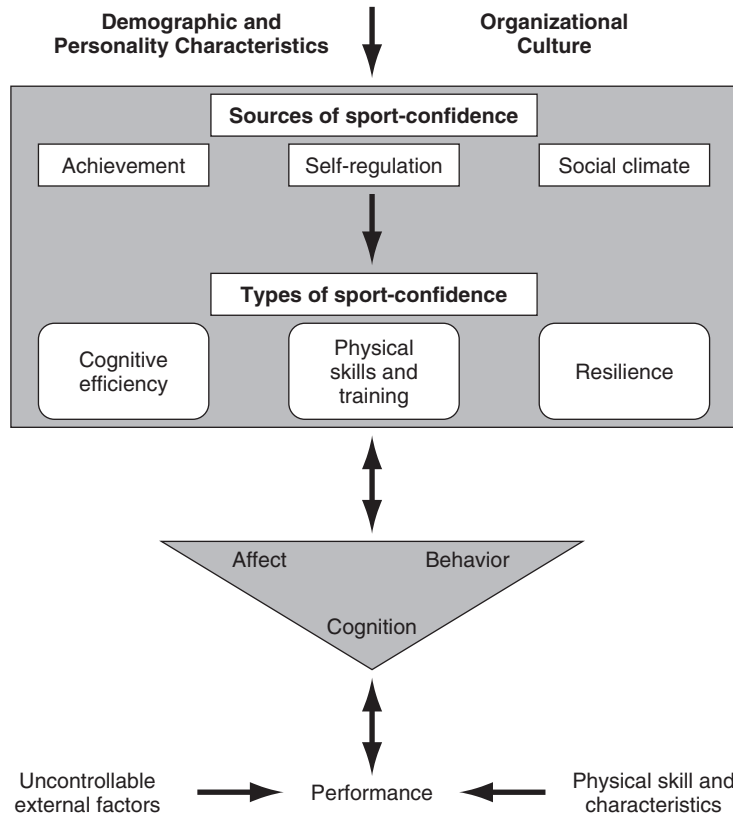 Demographic and
Personality Characteristics
Organizational
Culture
Sources of sport-confidence
Achievement
Self-regulation
Social climate
Types of sport-confidence
Cognitive
efficiency
Physical
skills and
training
Resilience
Affect
Behavior
Cognition
Uncontrollable
external factors
Performance
Physical skill and
characteristics